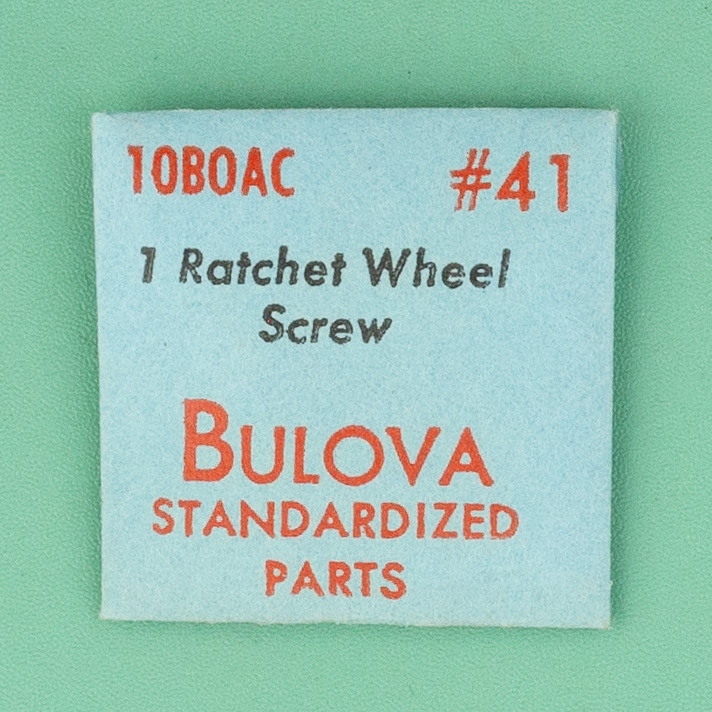 10BOAC #41
1 Ratchet Wheel
Screw
BULOVA
STANDARDIZED
PARTS